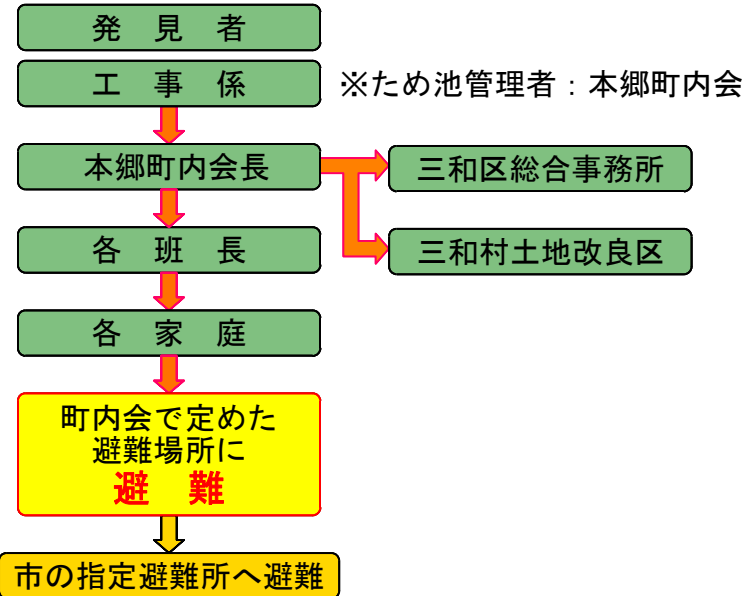 発　見　者
工　事　係
※ため池管理者：本郷町内会
本郷町内会長
三和区総合事務所
各　班　長
三和村土地改良区
各　家　庭
町内会で定めた
避難場所に
避　難
市の指定避難所へ避難